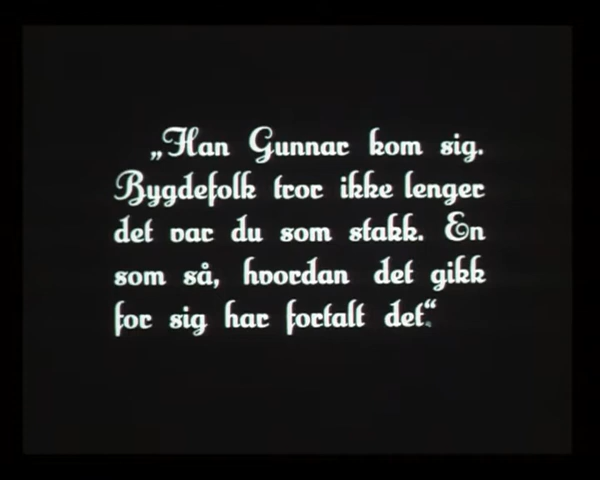 „Han Gunnar kom sig.
Bygdefolk tror ikke lenger
det var du som stakk. En
som så, hvordan det gikk
for sig har fortalt det“.